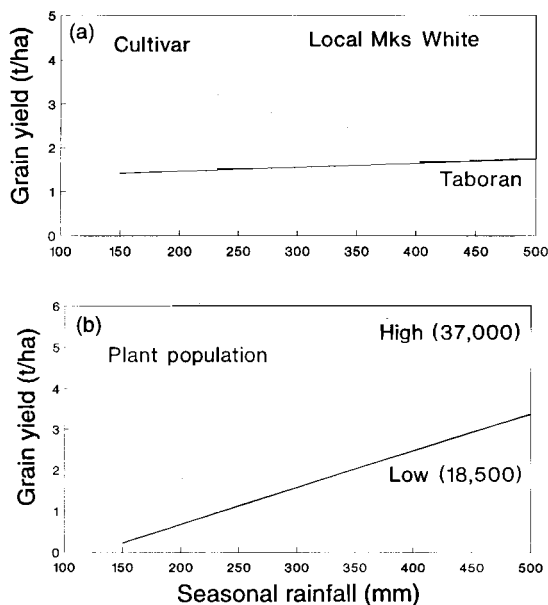 (a)
Cultivar
Local Mks White
Grain yield (t/ha)
5
4
3
2
1
0
Taboran
100 150 200 250 300 350 400 450 500
(b)
Plant population
High (37,000)
Grain yield (t/ha)
6
5
4
3
2
1
0
Low (18,500)
100 150 200 250 300 350 400 450 500
Seasonal rainfall (mm)